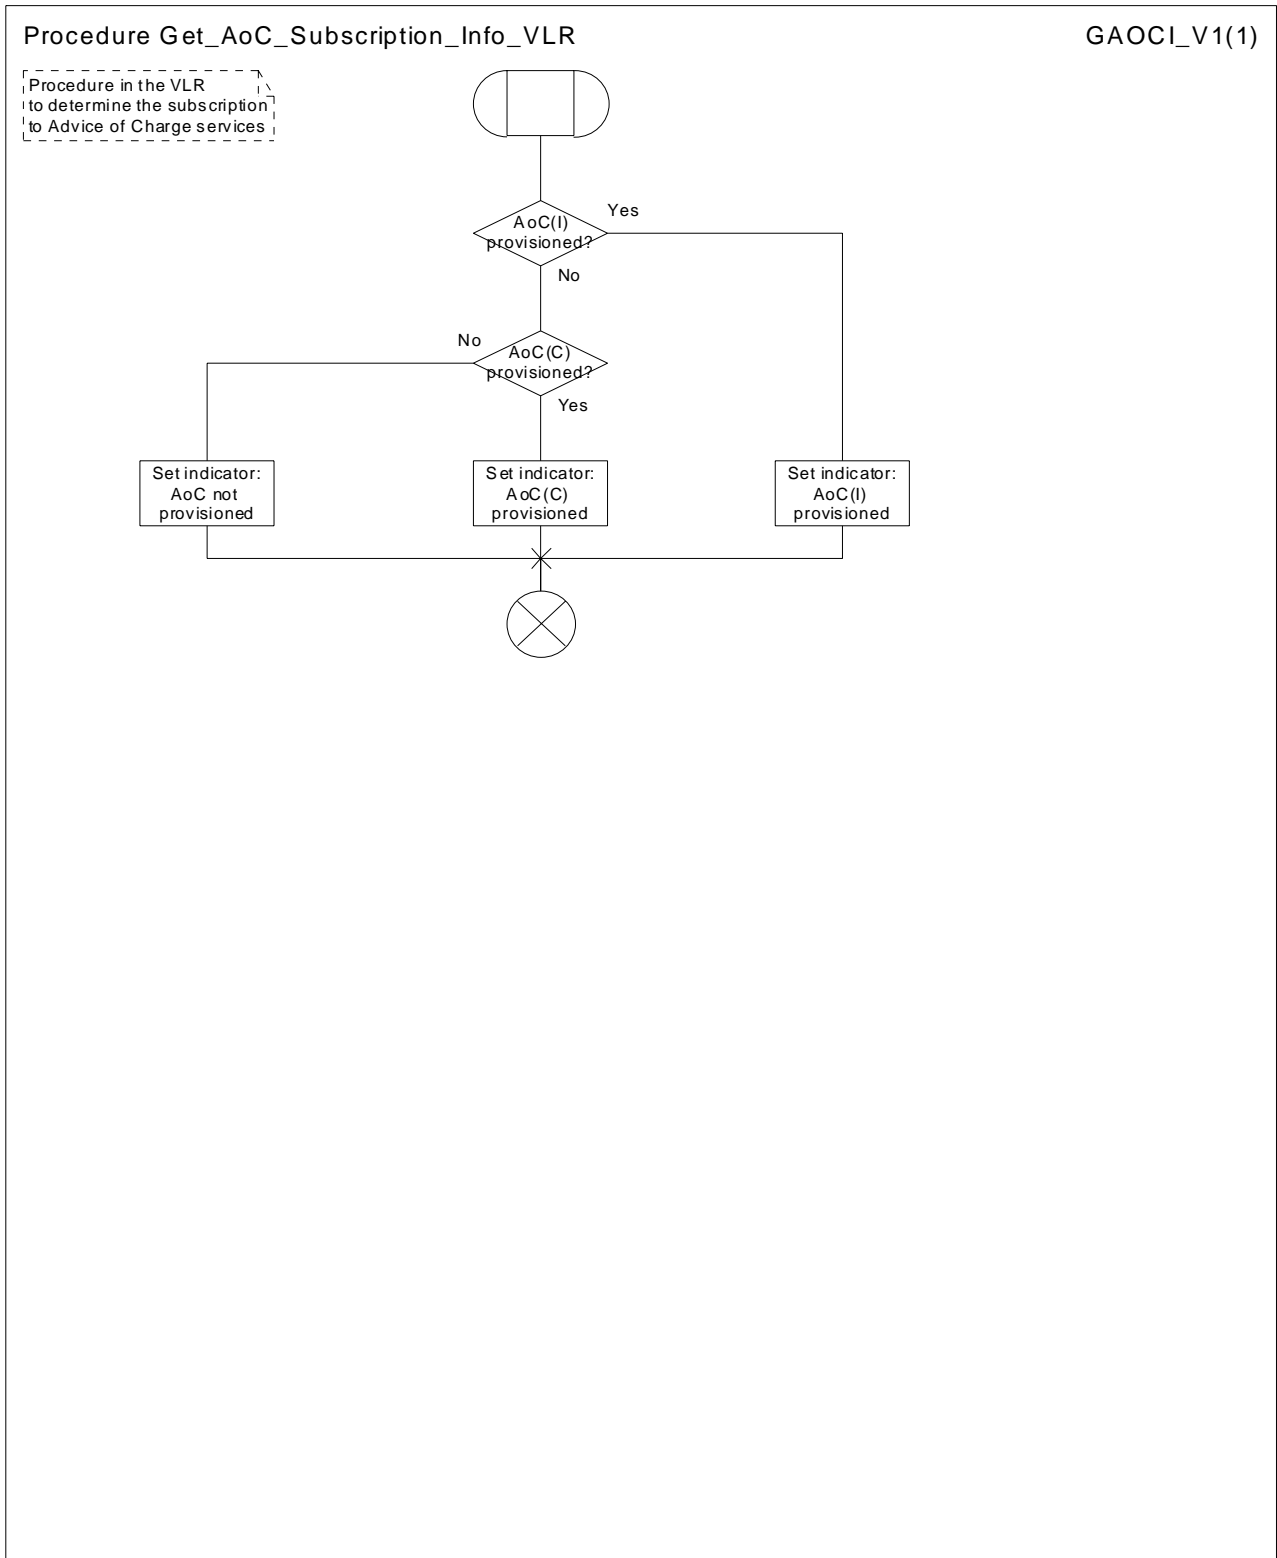 Procedure Get_AoC_Subscription_Info_VLR
GAOCI_V1(1)
Procedure in the VLR
to determine the subscription
to Advice of Charge services
AoC(I)
provisioned?
Yes
No
AoC(C)
provisioned?
No
Yes
Set indicator:
AoC not
provisioned
Set indicator:
AoC(C)
provisioned
Set indicator:
AoC(I)
provisioned